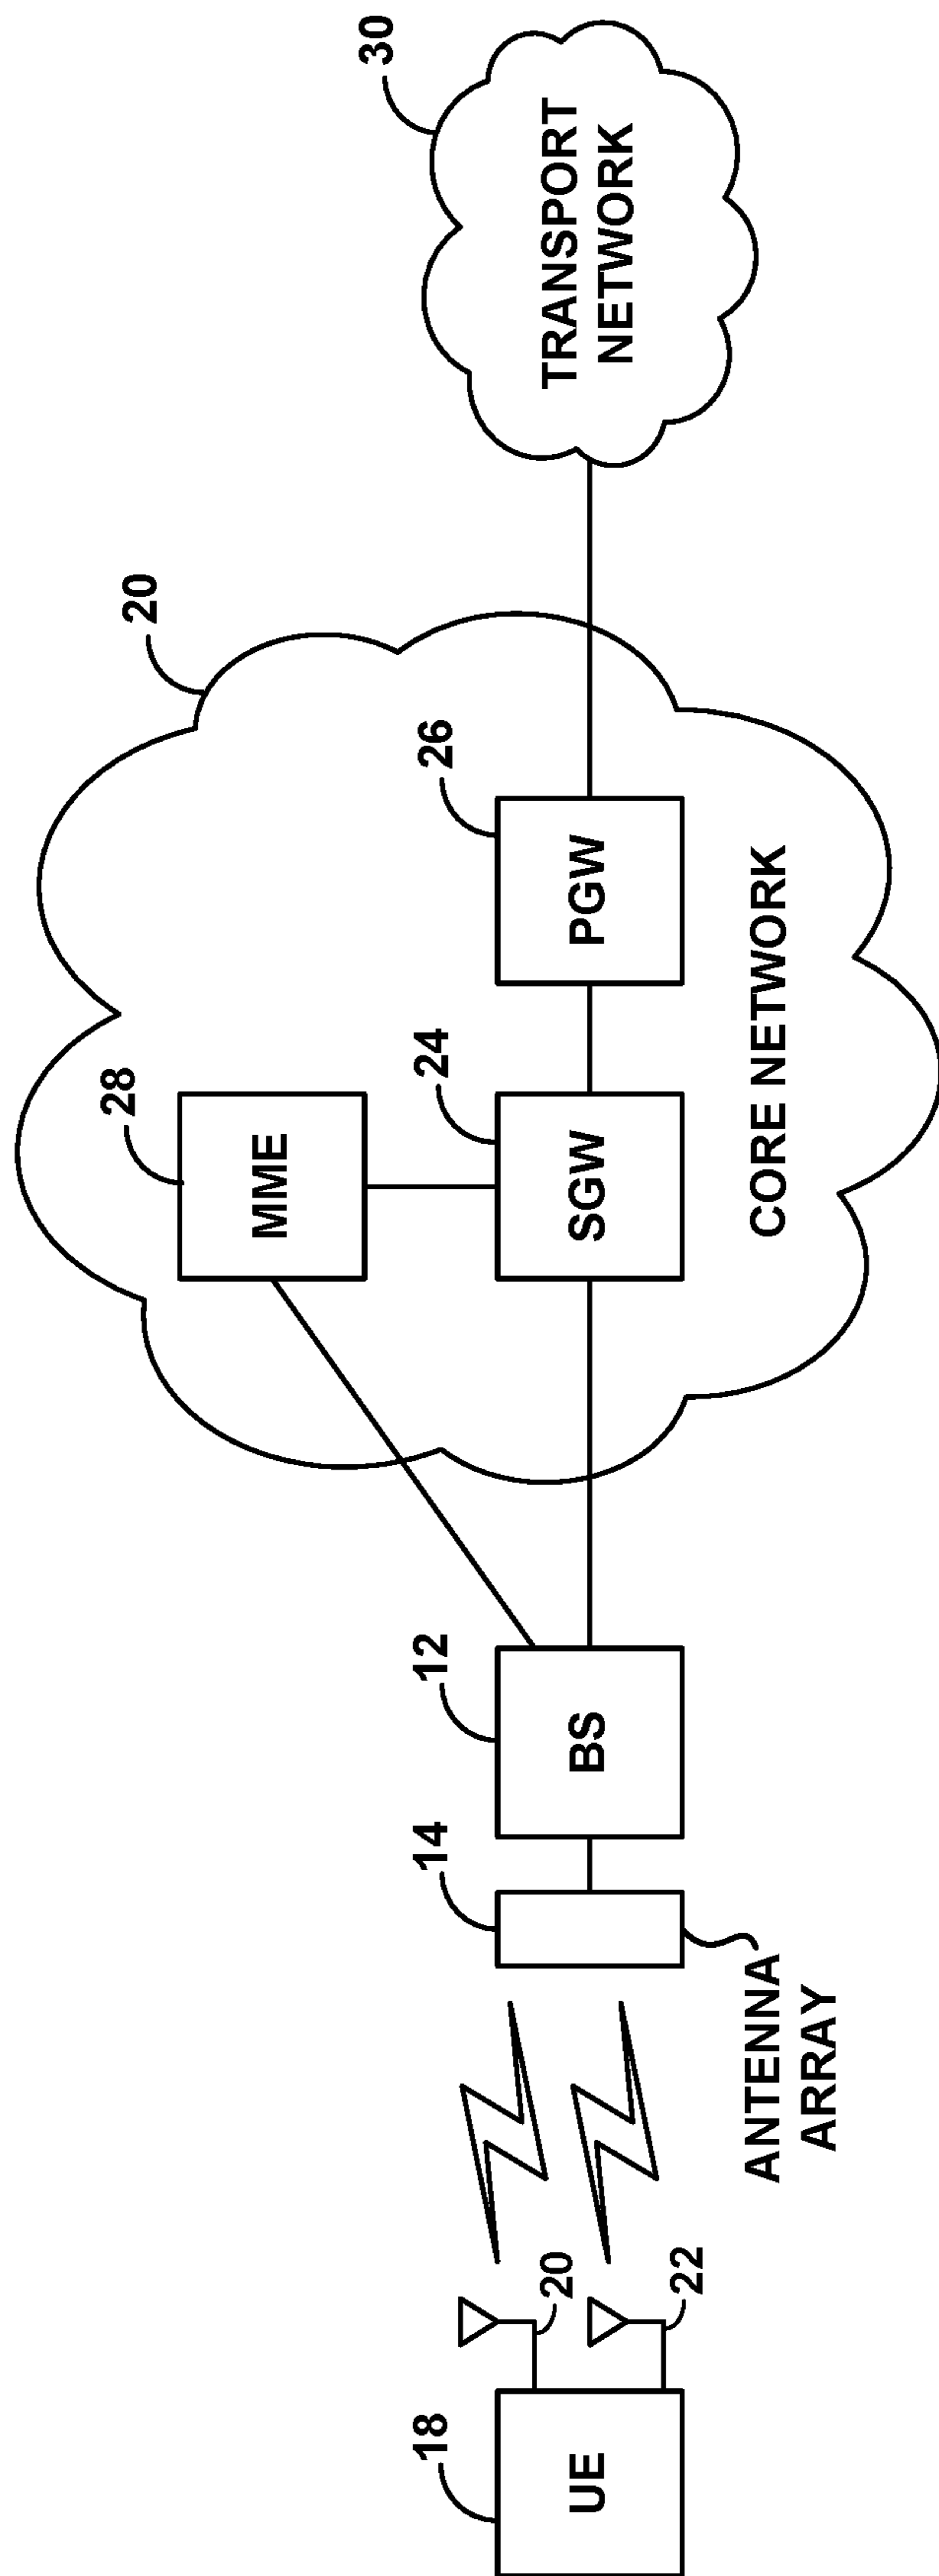 18
UE
20
22
14
ANTENNA
ARRAY
12
BS
28
MME
24
SGW
26
PGW
CORE NETWORK
20
30
TRANSPORT
NETWORK